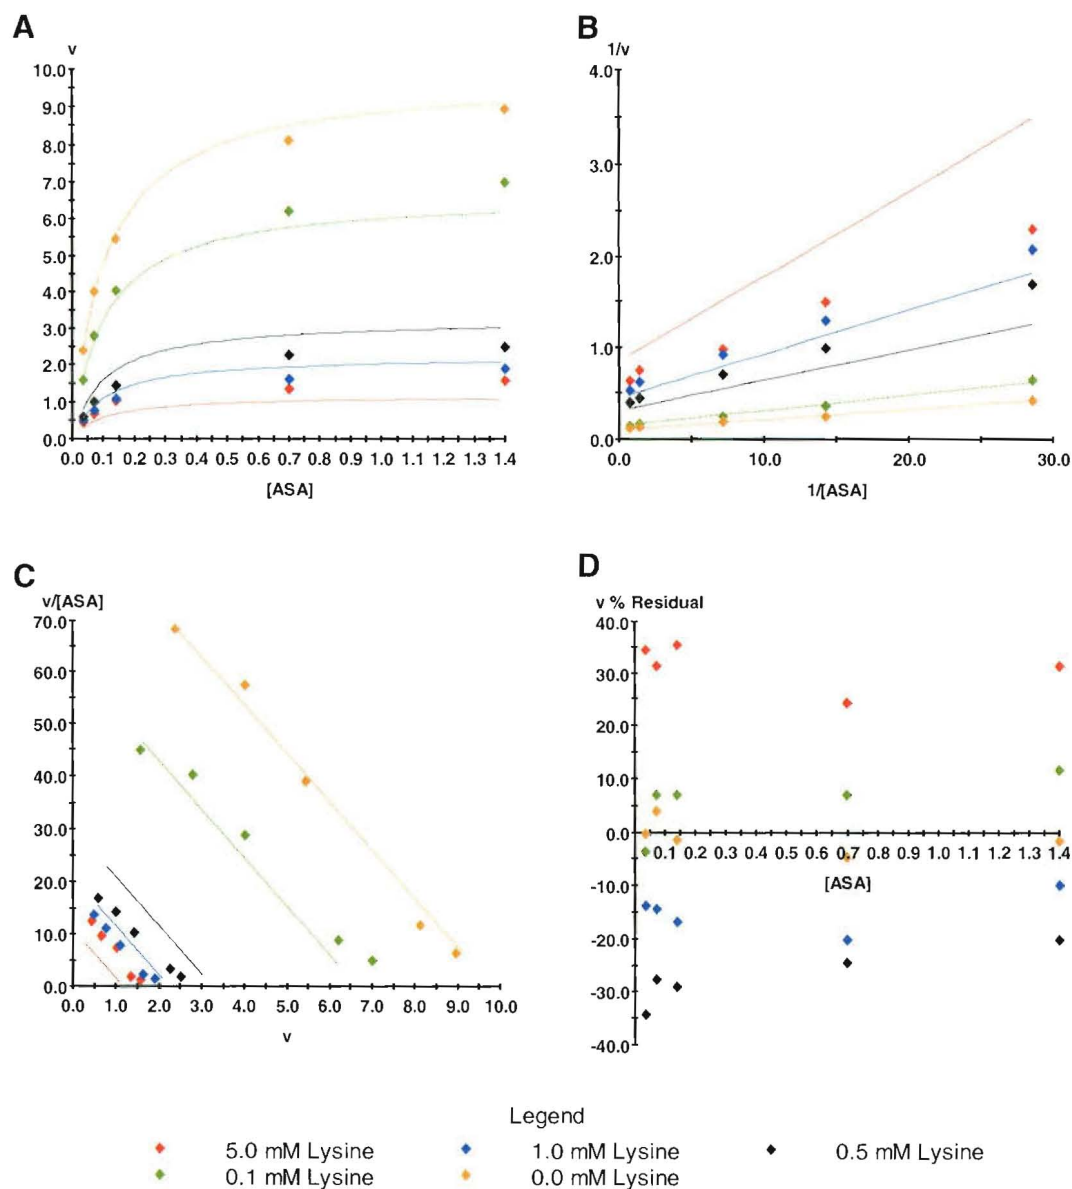 A
v
10.0
9.0
8.0
7.0
6.0
5.0
4.0
3.0
2.0
1.0
0.0
0.0 0.1 0.2 0.3 0.4 0.5 0.6 0.7 0.8 0.9 1.0 1.1 1.2 1.3 1.4
[ASA]
B
1/v
4.0
3.0
2.0
1.0
0.0
0.0 10.0 20.0 30.0
1/[ASA]
C
v/[ASA]
70.0
60.0
50.0
40.0
30.0
20.0
10.0
0.0
0.0 1.0 2.0 3.0 4.0 5.0 6.0 7.0 8.0 9.0 10.0
v
D
v % Residual
40.0
30.0
20.0
10.0
0.0
-10.0
-20.0
-30.0
-40.0
0.1 0.2 0.3 0.4 0.5 0.6 0.7 0.8 0.9 1.0 1.1 1.2 1.3 1.4
[ASA]
Legend
5.0 mM Lysine 1.0 mM Lysine 0.5 mM Lysine
0.1 mM Lysine 0.0 mM Lysine